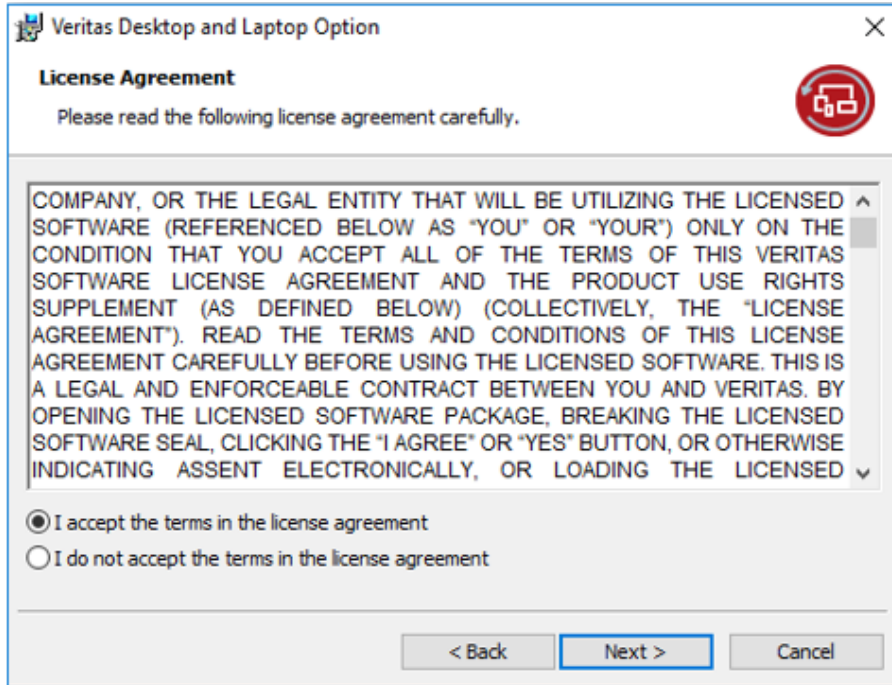 Veritas Desktop and Laptop Option
License Agreement
Please read the following license agreement carefully.
COMPANY, OR THE LEGAL ENTITY THAT WILL BE UTILIZING THE LICENSED
SOFTWARE (REFERENCED BELOW AS “YOU” OR “YOUR”) ONLY ON THE
CONDITION THAT YOU ACCEPT ALL OF THE TERMS OF THIS VERITAS
SOFTWARE LICENSE AGREEMENT AND THE PRODUCT USE RIGHTS
SUPPLEMENT (AS DEFINED BELOW) (COLLECTIVELY, THE “LICENSE
AGREEMENT”). READ THE TERMS AND CONDITIONS OF THIS LICENSE
AGREEMENT CAREFULLY BEFORE USING THE LICENSED SOFTWARE. THIS IS
A LEGAL AND ENFORCEABLE CONTRACT BETWEEN YOU AND VERITAS. BY
OPENING THE LICENSED SOFTWARE PACKAGE, BREAKING THE LICENSED
SOFTWARE SEAL, CLICKING THE “I AGREE” OR “YES” BUTTON, OR OTHERWISE
INDICATING ASSENT ELECTRONICALLY, OR LOADING THE LICENSED
I accept the terms in the license agreement
I do not accept the terms in the license agreement
< Back Next > Cancel